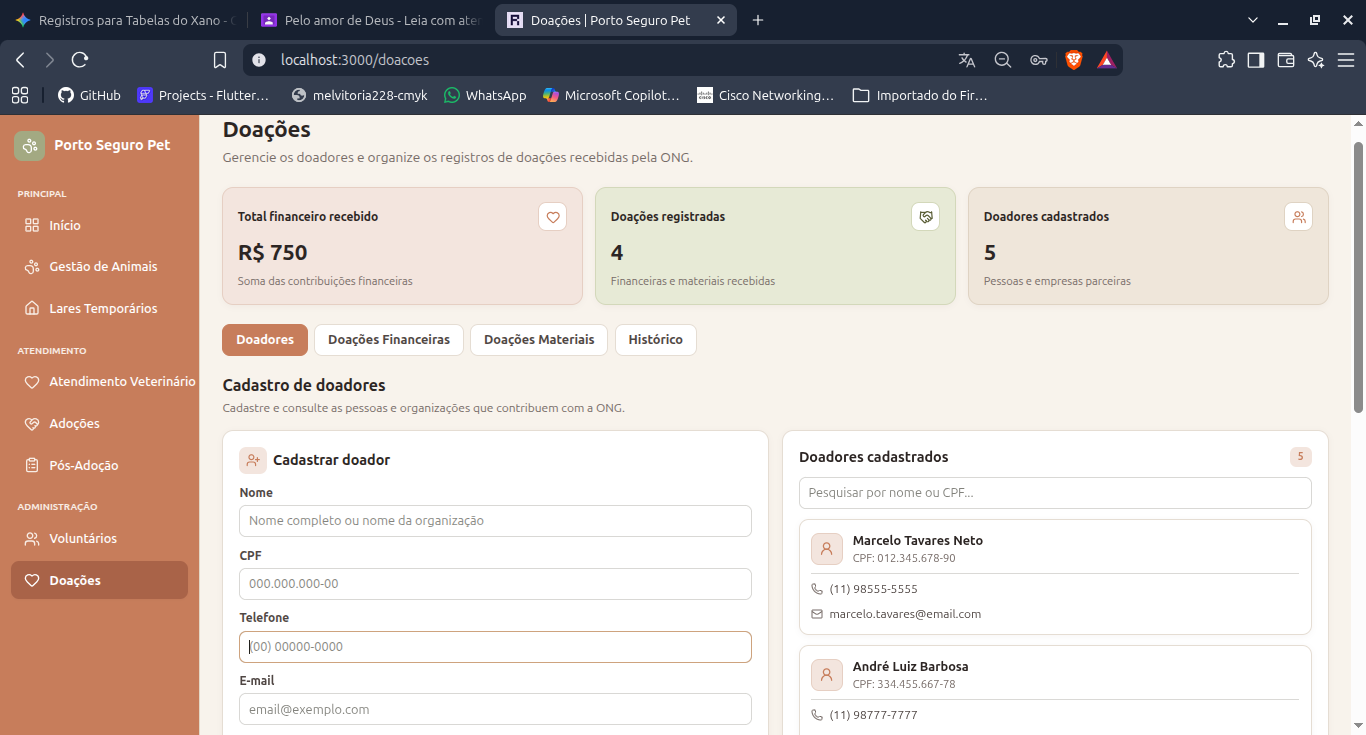 Registros para Tabelas do Xano -
Pelo amor de Deus - Leia com ate
Doações | Porto Seguro Pet
localhost:3000/doacoes
GitHub
Projects - Flutter...
melvitoria228-cmyk
WhatsApp
Microsoft Copilot...
Cisco Networking...
Importado do Fir...
Porto Seguro Pet
PRINCIPAL
Início
Gestão de Animais
Lares Temporários
ATENDIMENTO
Atendimento Veterinário
Adoções
Pós-Adoção
ADMINISTRAÇÃO
Voluntários
Doações
Doações
Gerencie os doadores e organize os registros de doações recebidas pela ONG.
Total financeiro recebido
R$ 750
Soma das contribuições financeiras
Doações registradas
4
Financeiras e materiais recebidas
Doadores cadastrados
5
Pessoas e empresas parceiras
Doadores
Doações Financeiras
Doações Materiais
Histórico
Cadastro de doadores
Cadastre e consulte as pessoas e organizações que contribuem com a ONG.
Cadastrar doador
Nome
Nome completo ou nome da organização
CPF
000.000.000-00
Telefone
(00) 00000-0000
E-mail
email@exemplo.com
Doadores cadastrados
5
Pesquisar por nome ou CPF...
Marcelo Tavares Neto
CPF: 012.345.678-90
(11) 98555-5555
marcelo.tavares@email.com
André Luiz Barbosa
CPF: 334.455.667-78
(11) 98777-7777